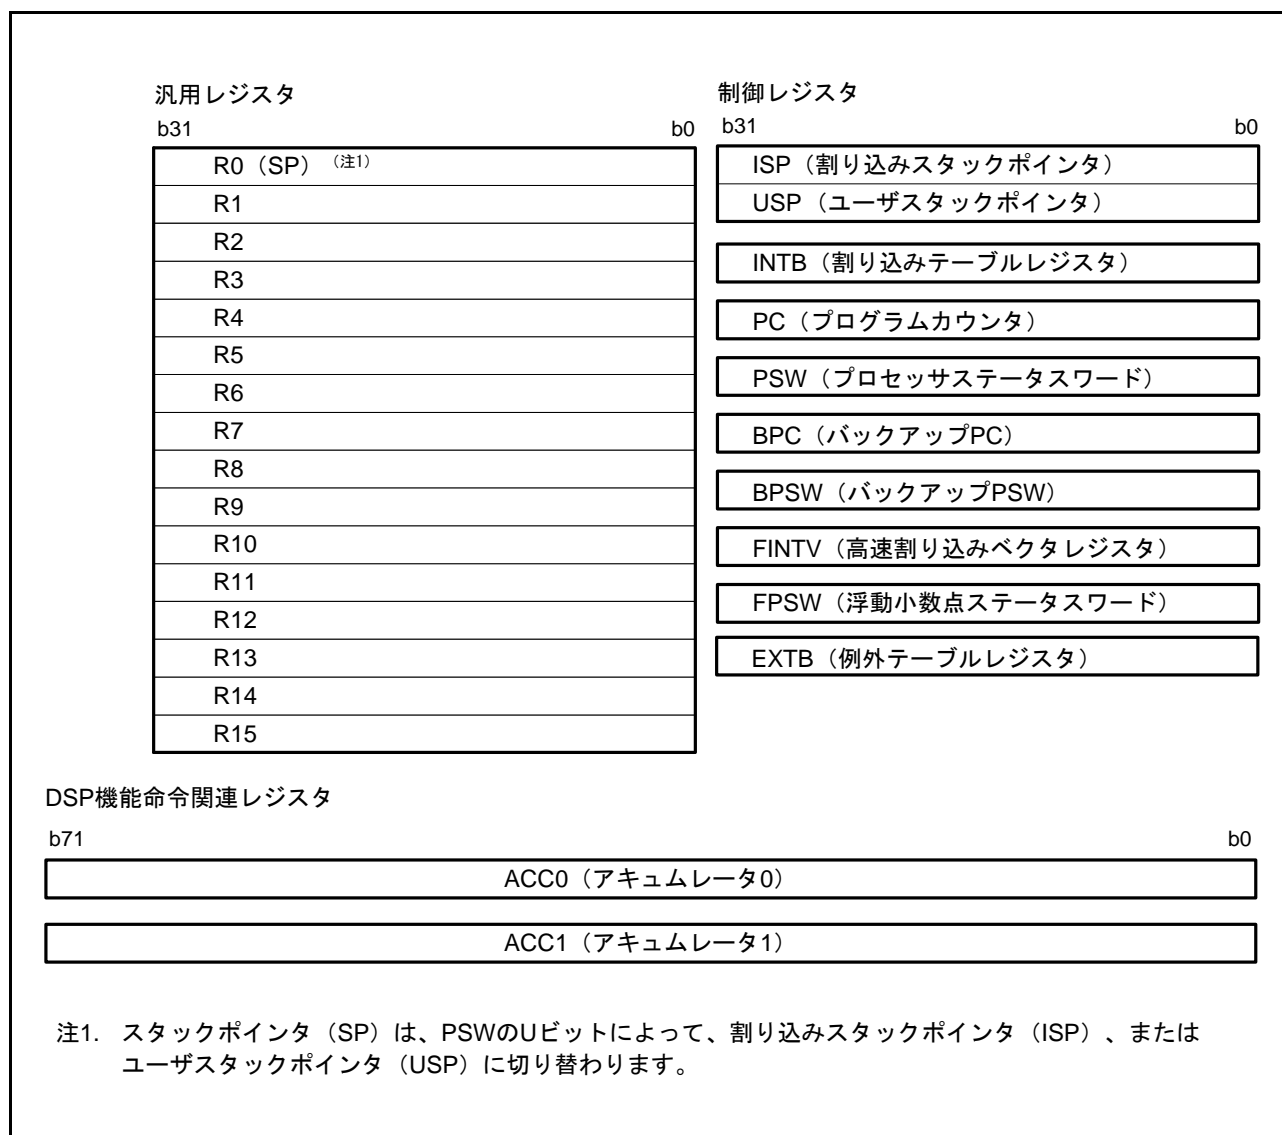 汎用レジスタ
b31 b0
R0（SP）（注1）
R1
R2
R3
R4
R5
R6
R7
R8
R9
R10
R11
R12
R13
R14
R15
制御レジスタ
b31 b0
ISP（割り込みスタックポインタ）
USP（ユーザスタックポインタ）
INTB（割り込みテーブルレジスタ）
PC（プログラムカウンタ）
PSW（プロセッサステータスワード）
BPC（バックアップPC）
BPSW（バックアップPSW）
FINTV（高速割り込みベクタレジスタ）
FPSW（浮動小数点ステータスワード）
EXTB（例外テーブルレジスタ）
DSP機能命令関連レジスタ
b71 b0
ACC0（アキュムレータ0）
ACC1（アキュムレータ1）
注1. スタックポインタ（SP）は、PSWのUビットによって、割り込みスタックポインタ（ISP）、または
ユーザスタックポインタ（USP）に切り替わります。